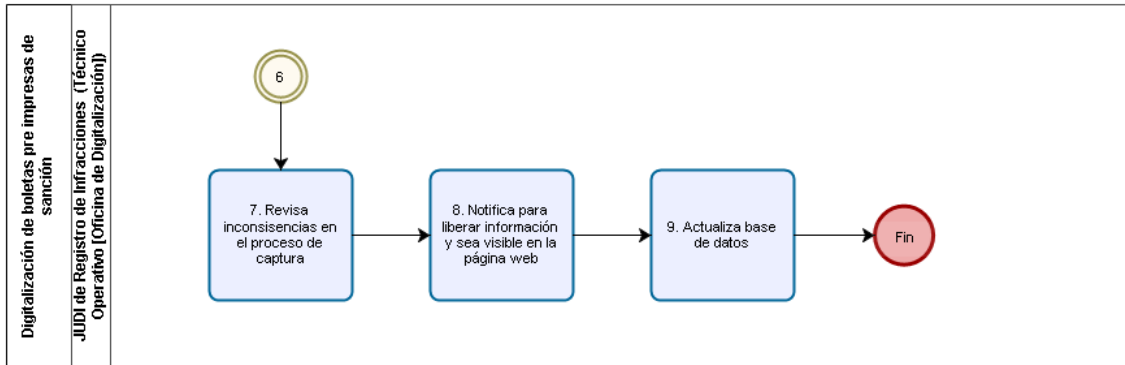 Digitalización de boletas pre impresas de
sanción
JUDI de Registro de Infracciones  (Técnico
Operativo [Oficina de Digitalización])
6
7. Revisa
inconsisencias en
el proceso de
captura
8. Notifica para
liberar información
y sea visible en la
página web
9. Actualiza base
de datos
Fin